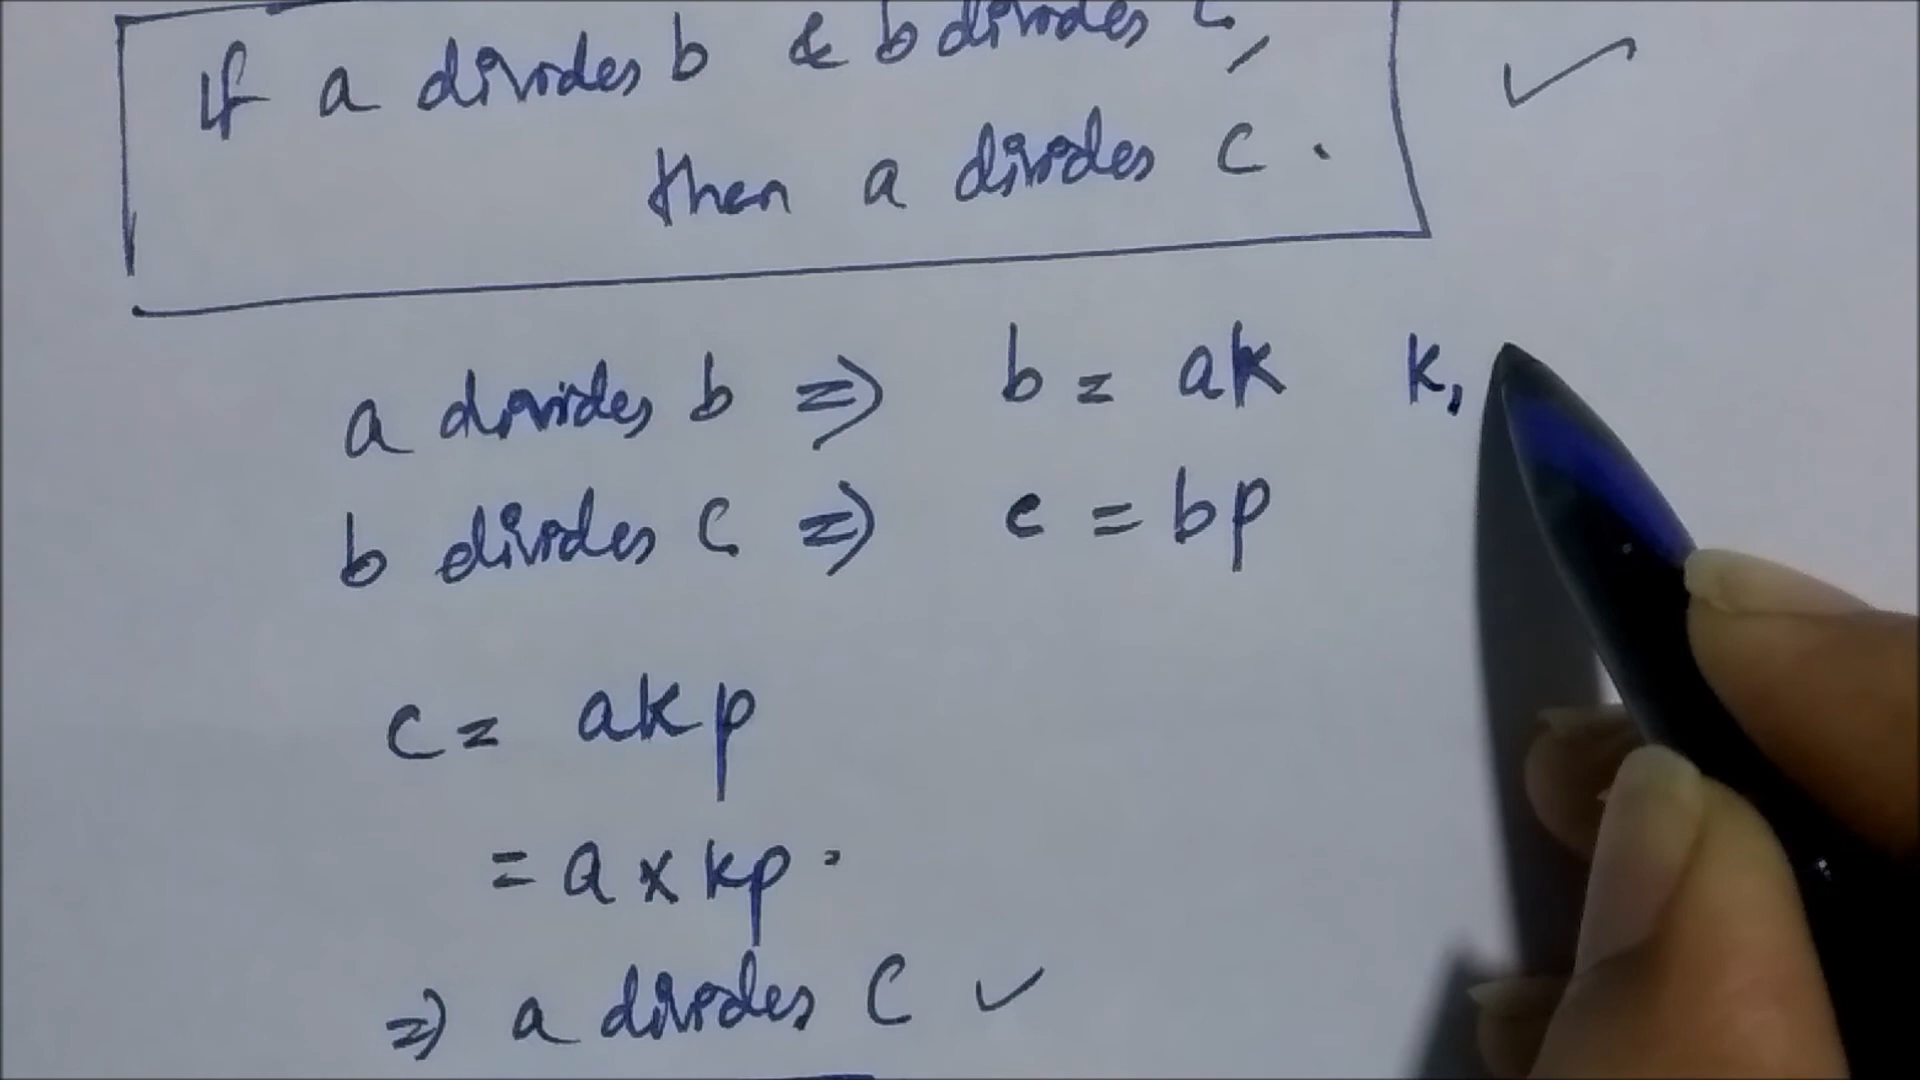 If a divides b & b divides c,
then a divides c.
a divides b ⇒ b = ak k,
b divides c ⇒ c = bp
c = akp
= a × kp.
⇒ a divides c ✓